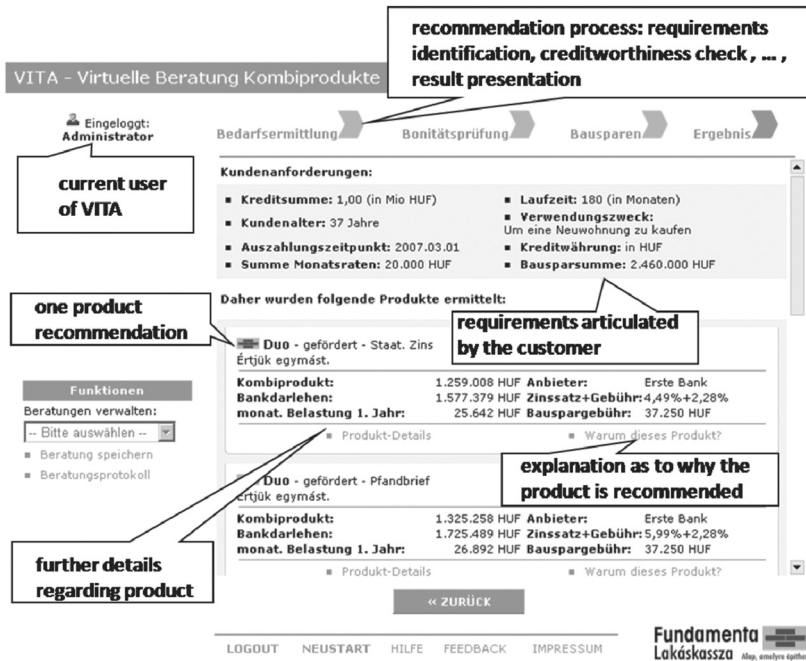 recommendation process: requirements
identification, creditworthiness check , ... ,
result presentation
VITA - Virtuelle Beratung Kombiprodukte
Eingeloggt:
Administrator
Bedarfsermittlung
Bonitätsprüfung
Bausparen
Ergebnis
current user
of VITA
Kundenanforderungen:
Kreditsumme: 1,00 (in Mio HUF)
Laufzeit: 180 (in Monaten)
Kundenalter: 37 Jahre
Verwendungszweck:
Um eine Neuwohnung zu kaufen
Auszahlungszeitpunkt: 2007.03.01
Kreditwährung: in HUF
Summe Monatsraten: 20.000 HUF
Bausparsumme: 2.460.000 HUF
one product
recommendation
Daher wurden folgende Produkte ermittelt:
requirements articulated
by the customer
Duo - gefördert - Staat. Zins
Értjük egymást.
Kombiprodukt: 1.259.008 HUF Anbieter: Erste Bank
Bankdarlehen: 1.577.379 HUF Zinssatz+Gebühr: 4,49%+2,28%
monat. Belastung 1. Jahr: 25.642 HUF Bauspargebühr: 37.250 HUF
Produkt-Details
Warum dieses Produkt?
Funktionen
Beratungen verwalten:
-- Bitte auswählen --
Beratung speichern
Beratungsprotokoll
explanation as to why the
product is recommended
Duo - gefördert - Pfandbrief
Értjük egymást.
Kombiprodukt: 1.325.258 HUF Anbieter: Erste Bank
Bankdarlehen: 1.725.489 HUF Zinssatz+Gebühr: 5,99%+2,28%
monat. Belastung 1. Jahr: 26.892 HUF Bauspargebühr: 37.250 HUF
Produkt-Details
Warum dieses Produkt?
further details
regarding product
« ZURÜCK
LOGOUT NEUSTART HILFE FEEDBACK IMPRESSUM
Fundamenta
Lakáskassza